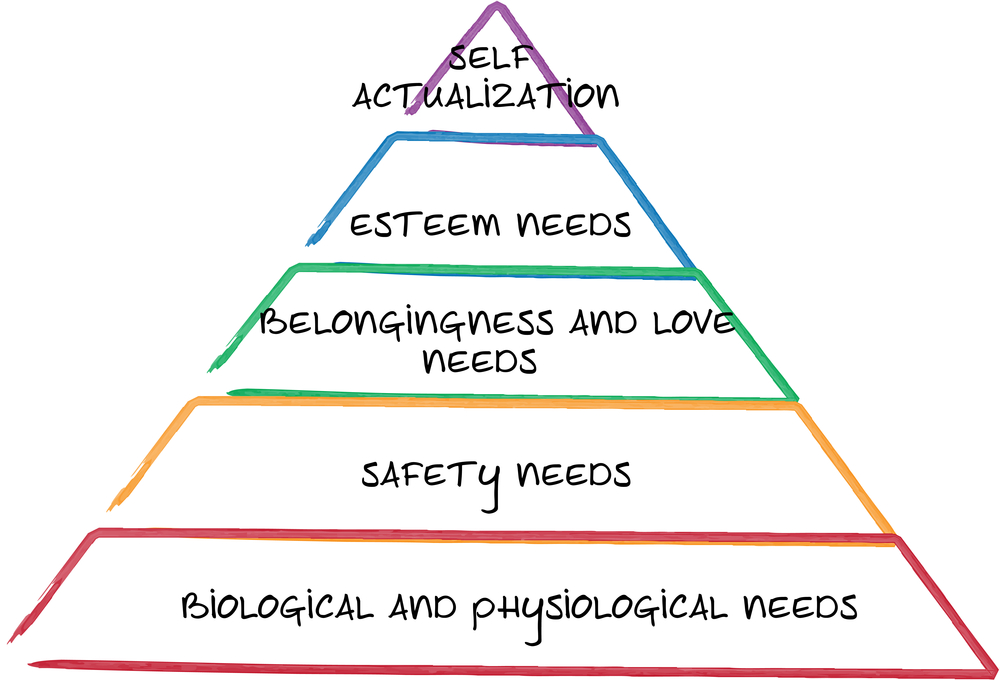 SELF
ACTUALIZATION
ESTEEM NEEDS
BELONGINGNESS AND LOVE
NEEDS
SAFETY NEEDS
BIOLOGICAL AND PHYSIOLOGICAL NEEDS